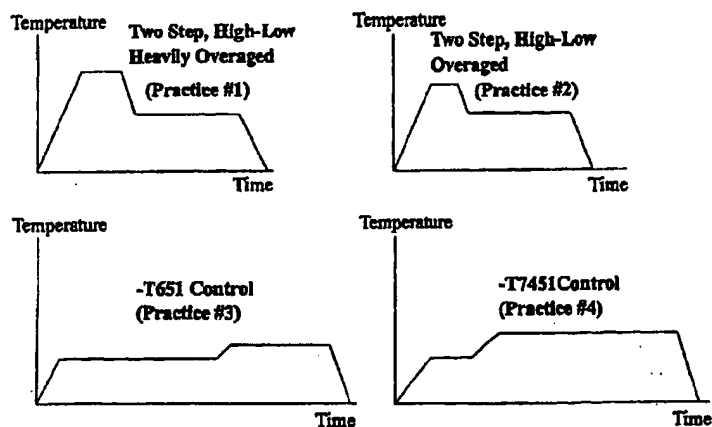 Temperature
Two Step, High-Low
Heavily Overaged
(Practice #1)
Time
Temperature
Two Step, High-Low
Overaged
(Practice #2)
Time
Temperature
-T651 Control
(Practice #3)
Time
Temperature
-T7451Control
(Practice #4)
Time